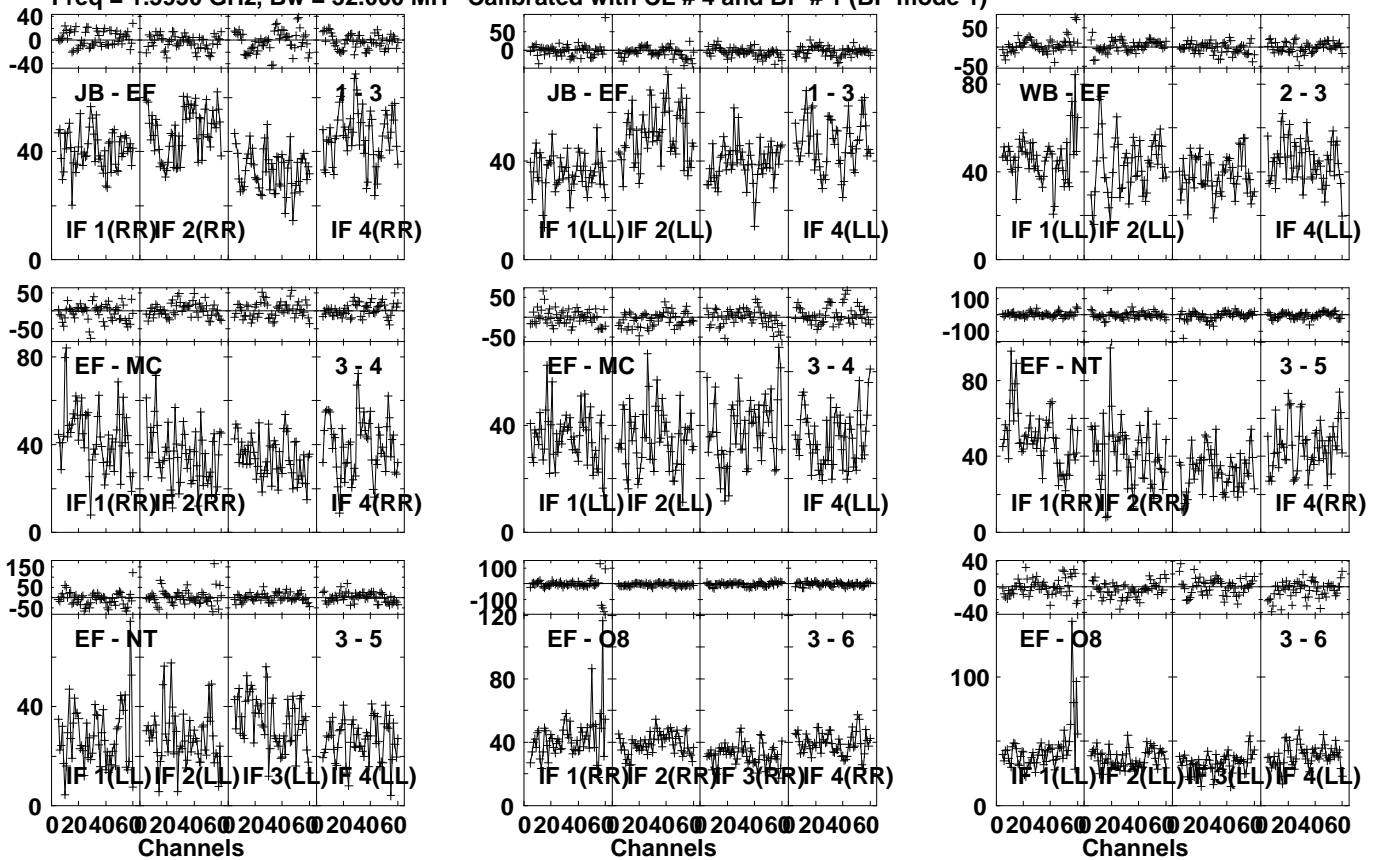 Calibrated with CL # 4 and BP # 1 (BP mode 1)
40
0
-40
50
0
50
-50
JB - EF 1 - 3
JB - EF 1 - 3
WB - EF 2 - 3
80
40
40
40
IF 1(RR) IF 2(RR) IF 4(RR)
IF 1(LL) IF 2(LL) IF 4(LL)
IF 1(LL) IF 2(LL) IF 4(LL)
0
0
0
50
-50
50
-50
100
-100
EF - MC 3 - 4
EF - MC 3 - 4
EF - NT 3 - 5
80
40
40
80
40
IF 1(RR) IF 2(RR) IF 4(RR)
IF 1(LL) IF 2(LL) IF 4(LL)
IF 1(RR) IF 2(RR) IF 4(RR)
0
0
0
150
50
-50
100
-100
40
0
-40
EF - NT 3 - 5
EF - O8 3 - 6
EF - O8 3 - 6
40
120
80
40
100
IF 1(LL) IF 2(LL) IF 3(LL) IF 4(LL)
IF 1(RR) IF 2(RR) IF 3(RR) IF 4(RR)
IF 1(LL) IF 2(LL) IF 3(LL) IF 4(LL)
0
0
0
0 20 40 60 0 20 40 60 0 20 40 60 0 20 40 60
0 20 40 60 0 20 40 60 0 20 40 60 0 20 40 60
0 20 40 60 0 20 40 60 0 20 40 60 0 20 40 60
Channels Channels Channels